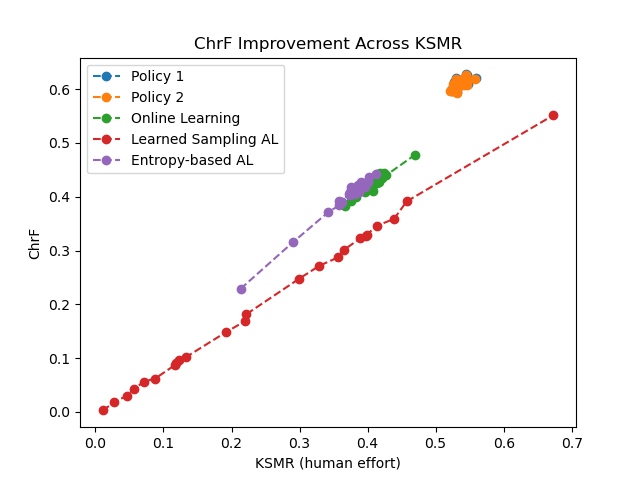 ChrF Improvement Across KSMR
Policy 1
Policy 2
Online Learning
Learned Sampling AL
Entropy-based AL
ChrF
0.6
0.5
0.4
0.3
0.2
0.1
0.0
0.0 0.1 0.2 0.3 0.4 0.5 0.6 0.7
KSMR (human effort)